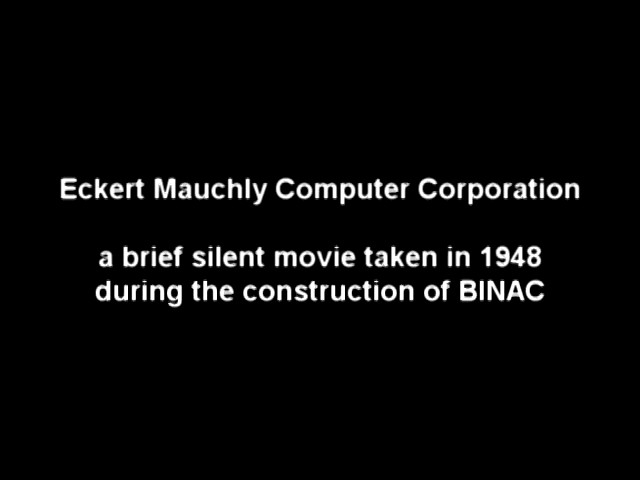 Eckert Mauchly Computer Corporation
a brief silent movie taken in 1948
during the construction of BINAC